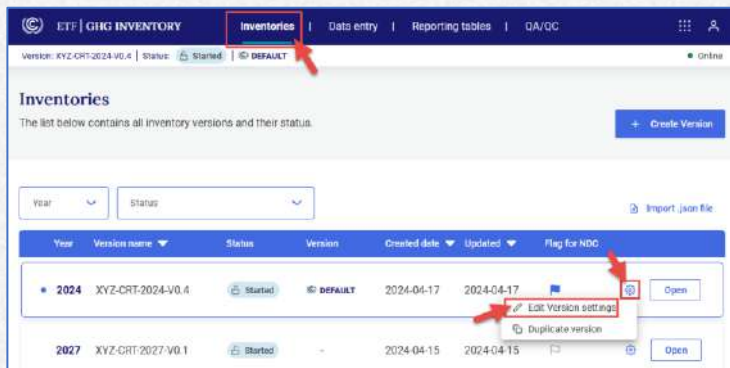 ETF | GHG INVENTORY Inventories | Data entry | Reporting tables | QA/QC
Version: XYZ-CRT-2024-V0.4 | Status: Started | DEFAULT Online
Inventories
The list below contains all inventory versions and their status.
+ Create Version
Year Status
Import .json file
Year Version name Status Version Created date Updated Flag for NDC
2024 XYZ-CRT-2024-V0.4 Started DEFAULT 2024-04-17 2024-04-17 Open
Edit Version settings
Duplicate version
2027 XYZ-CRT-2027-V0.1 Started - 2024-04-15 2024-04-15 Open